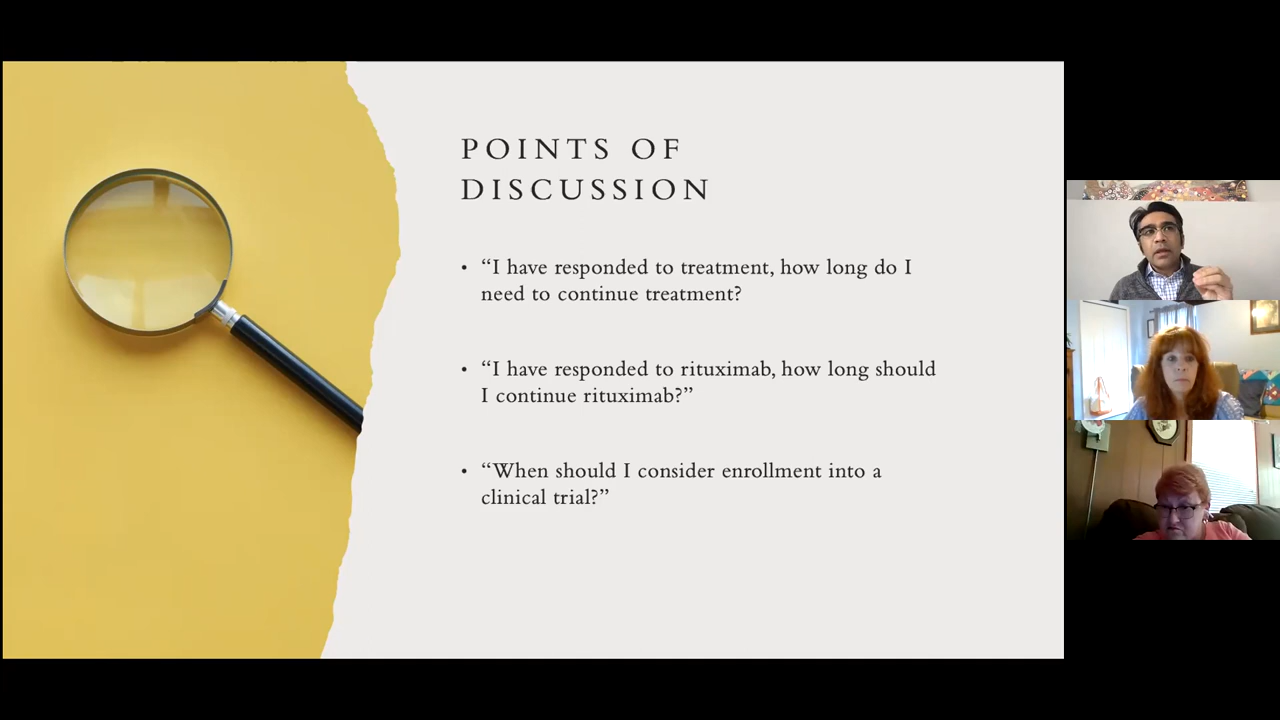 POINTS OF
DISCUSSION
• “I have responded to treatment, how long do I
need to continue treatment?
• “I have responded to rituximab, how long should
I continue rituximab?”
• “When should I consider enrollment into a
clinical trial?”